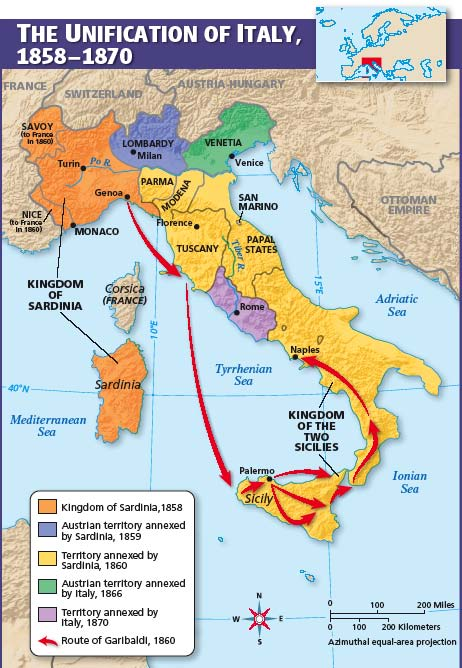 THE UNIFICATION OF ITALY,
1858–1870
FRANCE
SWITZERLAND
AUSTRIA-HUNGARY
SAVOY
(to France
in 1860)
LOMBARDY
Milan
VENETIA
Venice
Turin
Po R.
PARMA
MODENA
Genoa
SAN
MARINO
OTTOMAN
EMPIRE
NICE
(to France
in 1860)
MONACO
Florence
TUSCANY
PAPAL
STATES
Tiber R.
KINGDOM
OF
SARDINIA
Corsica
(FRANCE)
Rome
15°E
Adriatic
Sea
10°E
Naples
Sardinia
Tyrrhenian
Sea
40°N
Mediterranean
Sea
KINGDOM
OF THE
TWO
SICILIES
Palermo
Sicily
Ionian
Sea
Kingdom of Sardinia,1858
Austrian territory annexed
by Sardinia, 1859
Territory annexed by
Sardinia, 1860
Austrian territory annexed
by Italy, 1866
Territory annexed by
Italy, 1870
Route of Garibaldi, 1860
N
W
E
S
0
100
200 Miles
0
100
200 Kilometers
Azimuthal equal-area projection